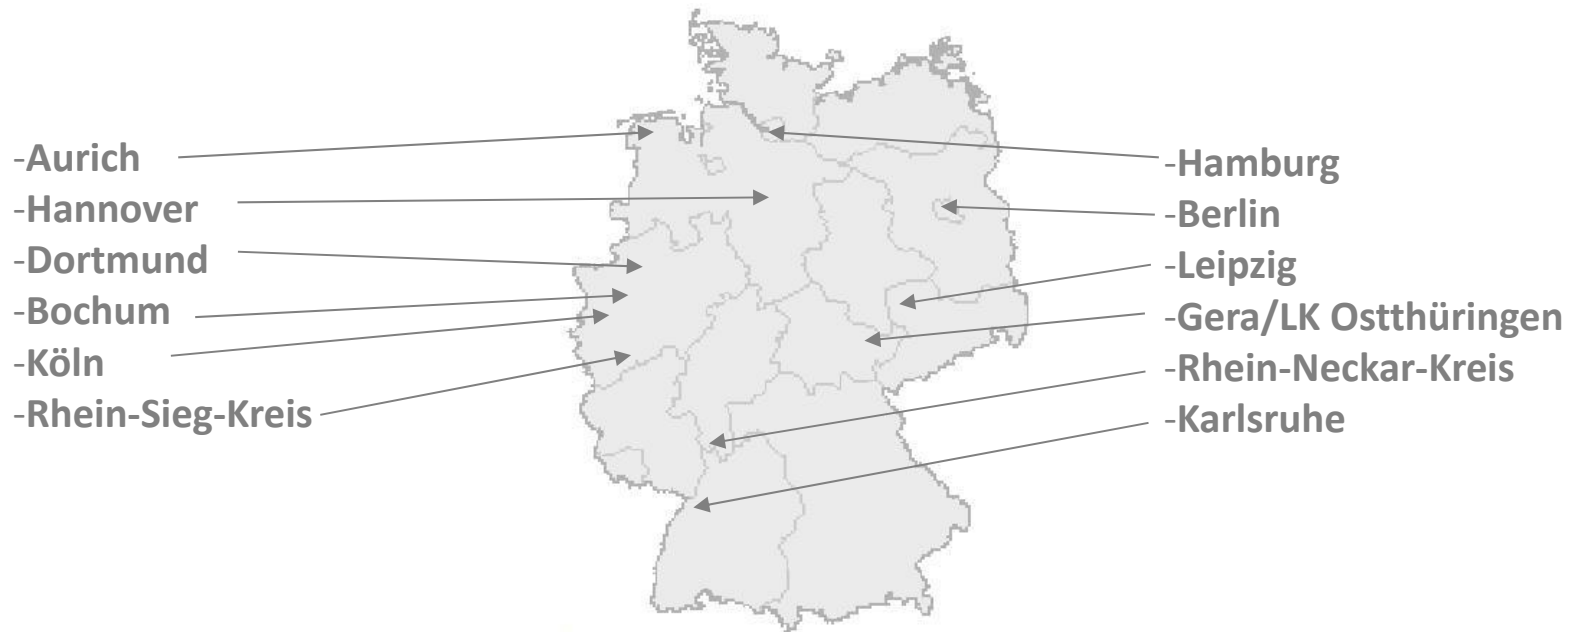 -Aurich
-Hannover
-Dortmund
-Bochum
-Köln
-Rhein-Sieg-Kreis
-Hamburg
-Berlin
-Leipzig
-Gera/LK Ostthüringen
-Rhein-Neckar-Kreis
-Karlsruhe